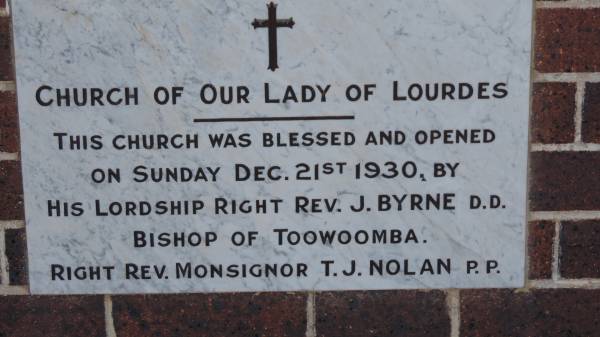 CHURCH OF OUR LADY OF LOURDES
THIS CHURCH WAS BLESSED AND OPENED
ON SUNDAY DEC. 21ST 1930, BY
HIS LORDSHIP RIGHT REV. J. BYRNE D.D.
BISHOP OF TOOWOOMBA.
RIGHT REV. MONSIGNOR T.J. NOLAN P.P.